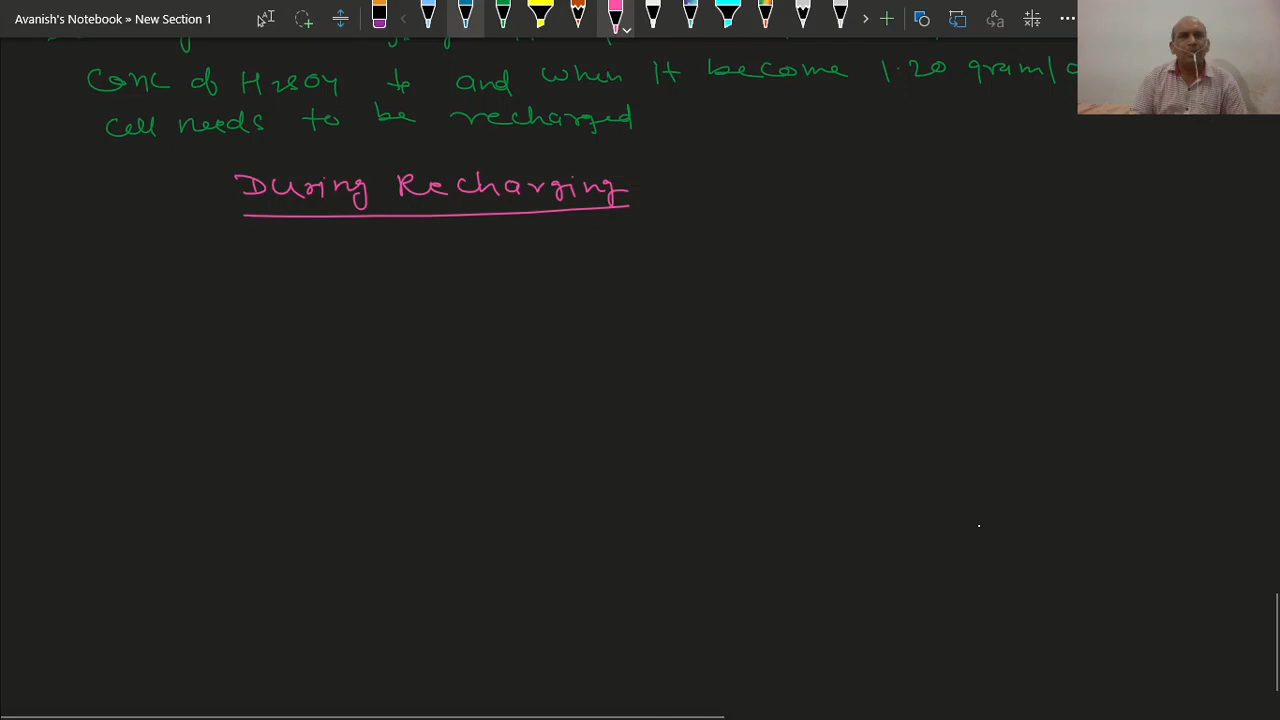 Avanish's Notebook » New Section 1
Conc of H2SO4 to and when it become 1.20 gram/
cell needs to be recharged
During Recharging